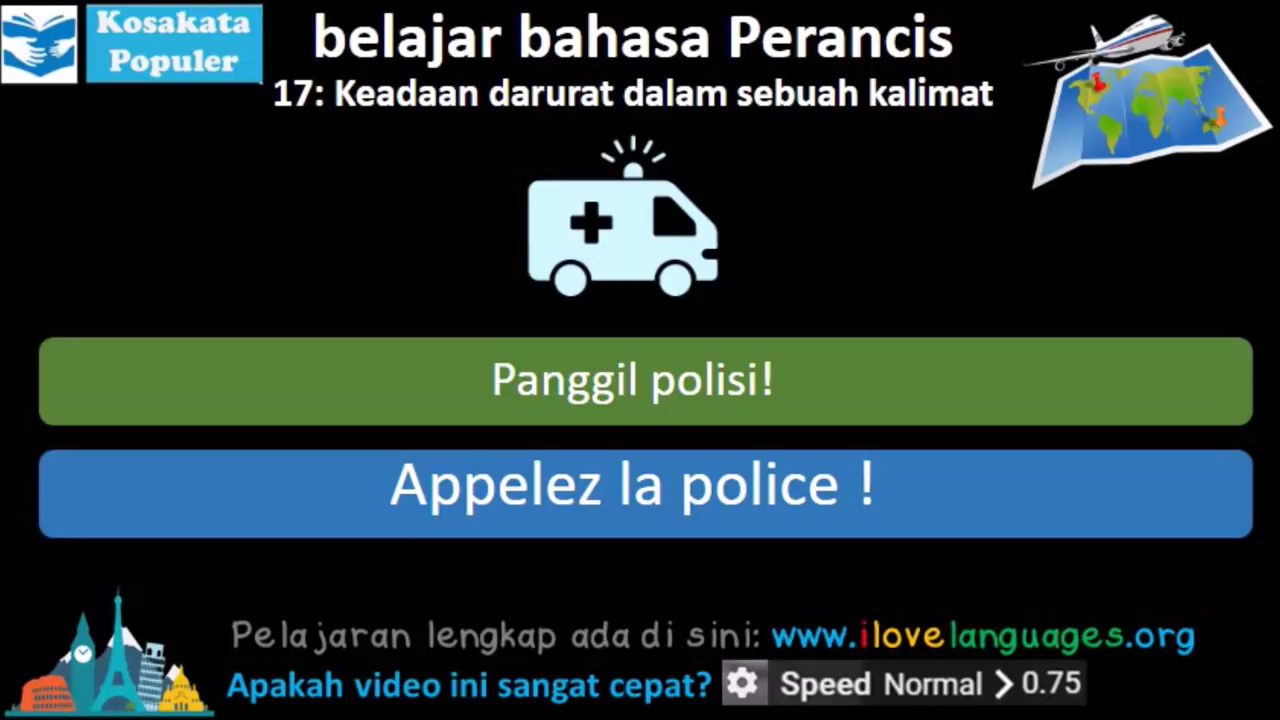 Kosakata
Populer
belajar bahasa Perancis
17: Keadaan darurat dalam sebuah kalimat
Panggil polisi!
Appelez la police !
Pelajaran lengkap ada di sini: www.ilovelanguages.org
Apakah video ini sangat cepat? Speed Normal > 0.75